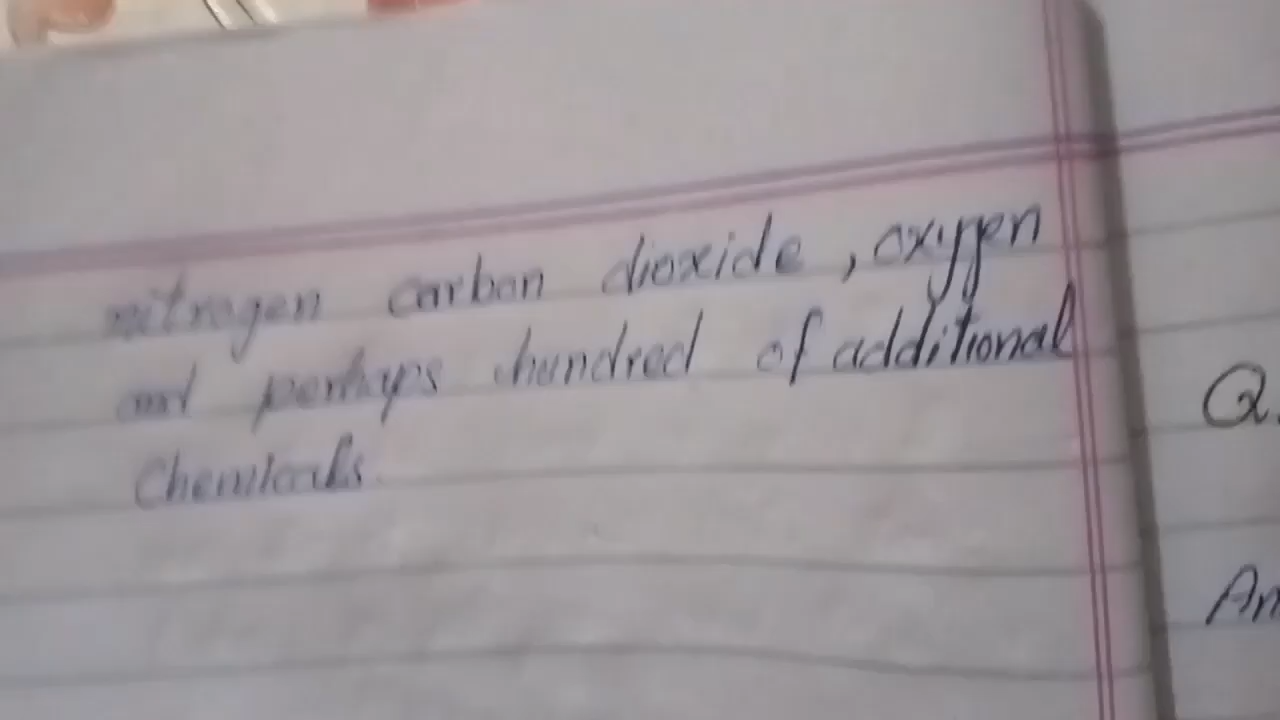 nitrogen carbon dioxide, oxygen
and perhaps hundred of additional
chemicals.
Q.
An